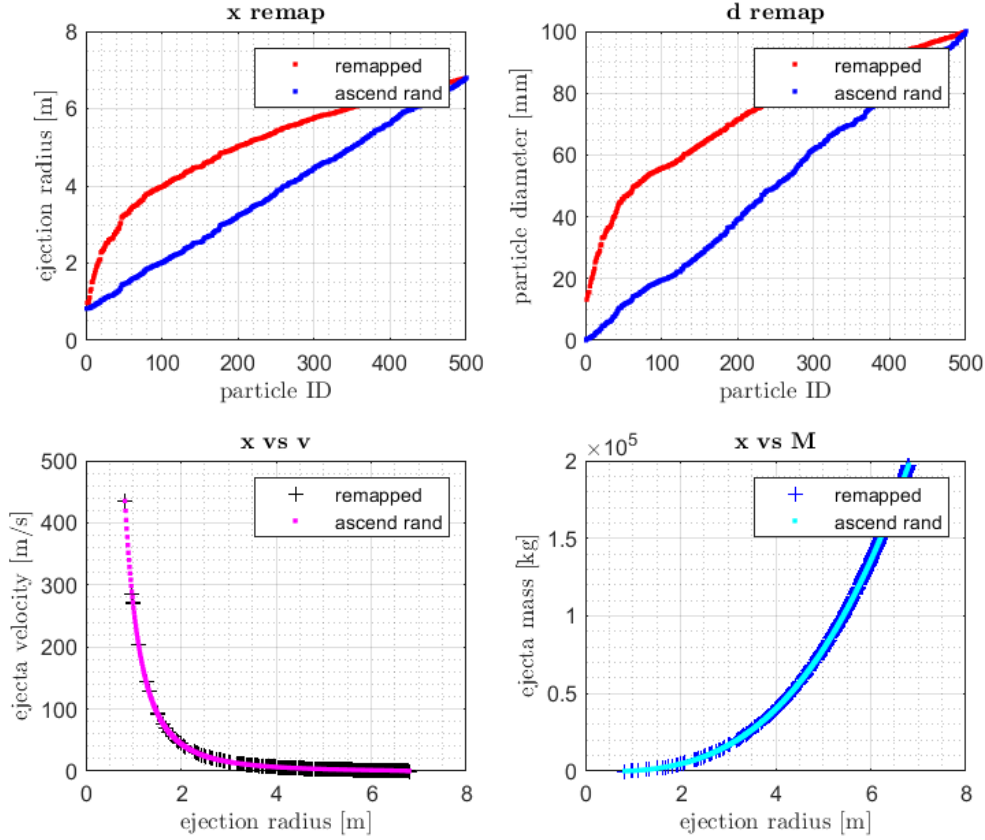 x remap
8
6
4
2
0
ejection radius [m]
remapped
ascend rand
0 100 200 300 400 500
particle ID
d remap
100
80
60
40
20
0
particle diameter [mm]
remapped
ascend rand
0 100 200 300 400 500
particle ID
x vs v
500
400
300
200
100
0
ejecta velocity [m/s]
remapped
ascend rand
0 2 4 6 8
ejection radius [m]
x vs M
×10^5
2
1.5
1
0.5
0
ejecta mass [kg]
remapped
ascend rand
0 2 4 6 8
ejection radius [m]